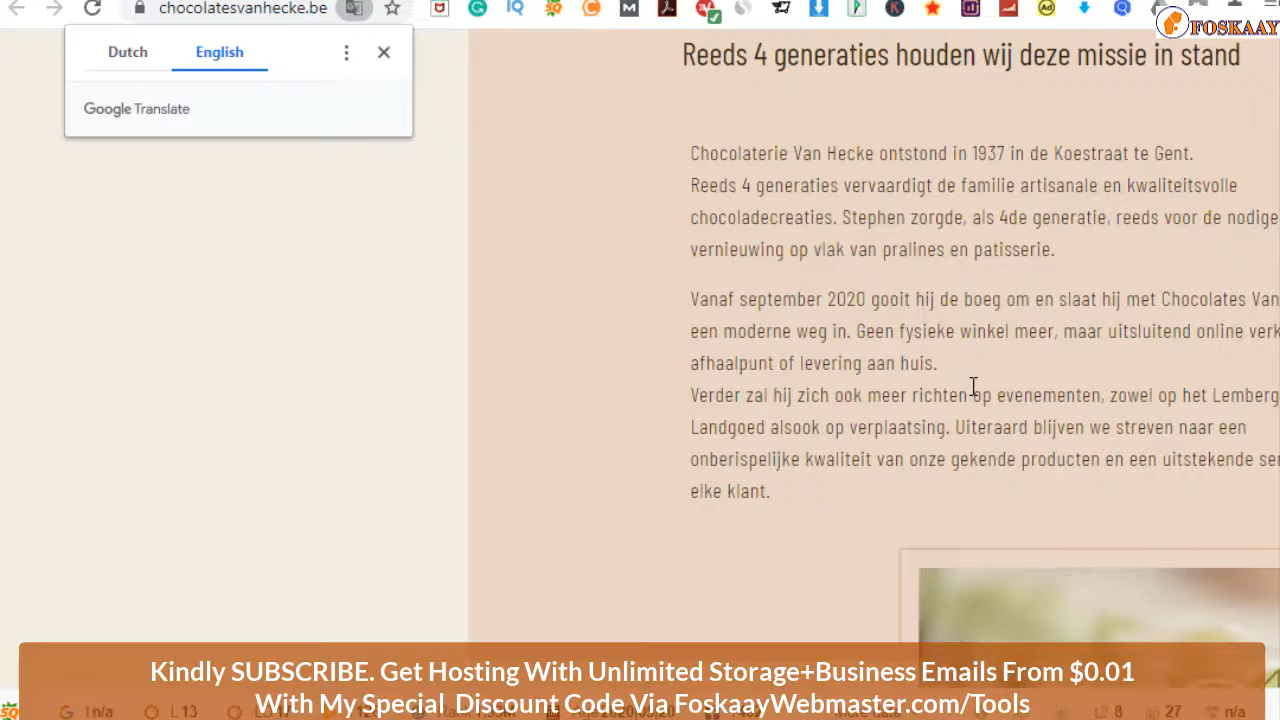 chocolatesvanhecke.be
FOSKAAY
Dutch
English
Google Translate
Reeds 4 generaties houden wij deze missie in stand
Chocolaterie Van Hecke ontstond in 1937 in de Koestraat te Gent.
Reeds 4 generaties vervaardigt de familie artisanale en kwaliteitsvolle
chocoladecreaties. Stephen zorgde, als 4de generatie, reeds voor de nodige
vernieuwing op vlak van pralines en patisserie.
Vanaf september 2020 gooit hij de boeg om en slaat hij met Chocolates Van
een moderne weg in. Geen fysieke winkel meer, maar uitsluitend online verk
afhaalpunt of levering aan huis.
Verder zal hij zich ook meer richten op evenementen, zowel op het Lemberg
Landgoed alsook op verplaatsing. Uiteraard blijven we streven naar een
onberispelijke kwaliteit van onze gekende producten en een uitstekende ser
elke klant.
Kindly SUBSCRIBE. Get Hosting With Unlimited Storage+Business Emails From $0.01
With My Special Discount Code Via FoskaayWebmaster.com/Tools
n/a L 13 8 27 n/a